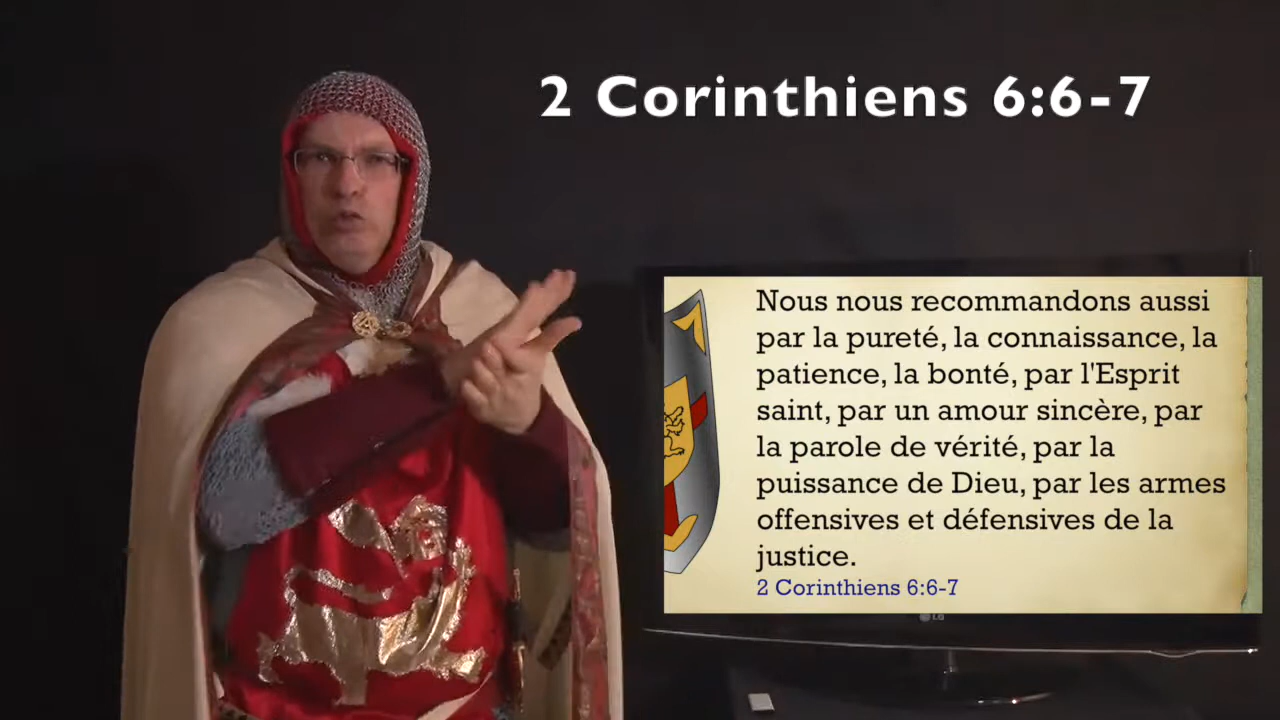 2 Corinthiens 6:6-7
Nous nous recommandons aussi
par la pureté, la connaissance, la
patience, la bonté, par l'Esprit
saint, par un amour sincère, par
la parole de vérité, par la
puissance de Dieu, par les armes
offensives et défensives de la
justice.
2 Corinthiens 6:6-7
LG